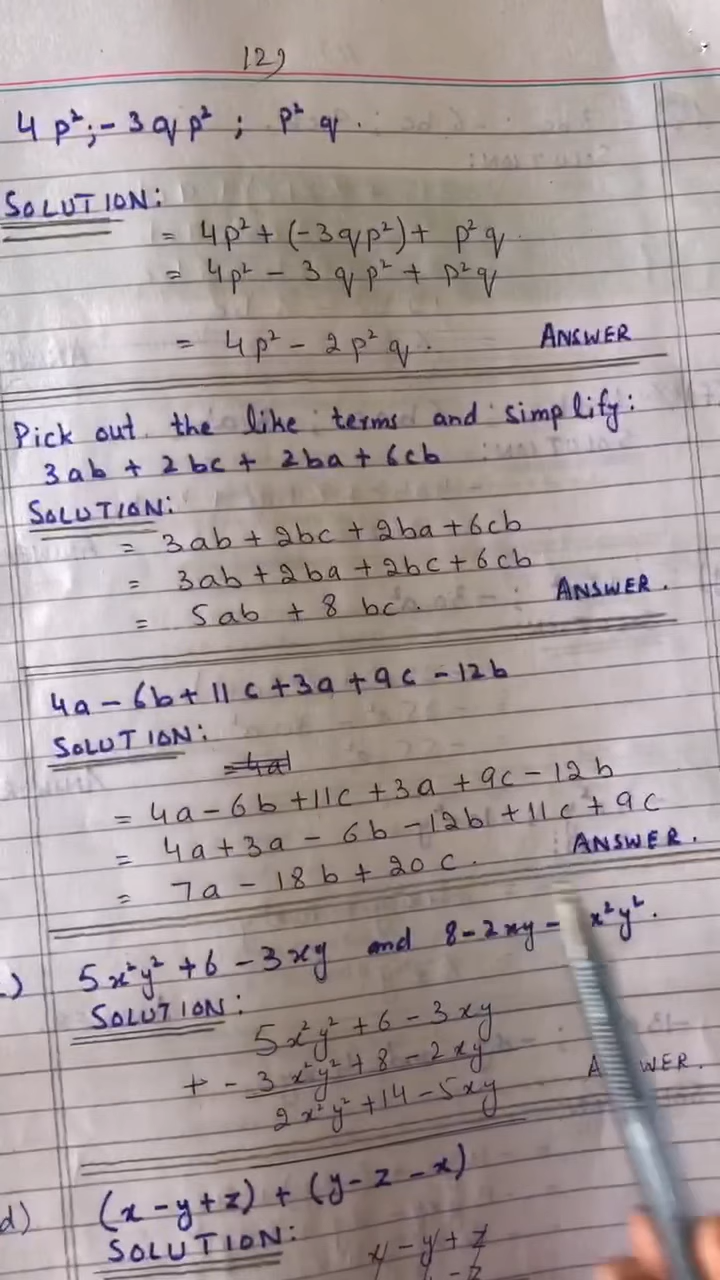 129
4p²; -3qp²; p²q.
SOLUTION:
= 4p² + (-3qp²) + p²q.
= 4p² - 3qp² + p²q
= 4p² - 2p²q. ANSWER
Pick out the like terms and simplify:
3ab + 2bc + 2ba + 6cb
SOLUTION:
= 3ab + 2bc + 2ba + 6cb
= 3ab + 2ba + 2bc + 6cb
= 5ab + 8bc. ANSWER.
4a - 6b + 11c + 3a + 9c - 12b
SOLUTION:
= 4a - 6b + 11c + 3a + 9c - 12b
= 4a + 3a - 6b - 12b + 11c + 9c
= 7a - 18b + 20c. ANSWER.
) 5x²y² + 6 - 3xy and 8 - 2xy - x²y².
SOLUTION:
5x²y² + 6 - 3xy
+ - 3x²y² + 8 - 2xy
2x²y² + 14 - 5xy A WER.
d) (x - y + z) + (y - z - x)
SOLUTION:
x - y + z
- z